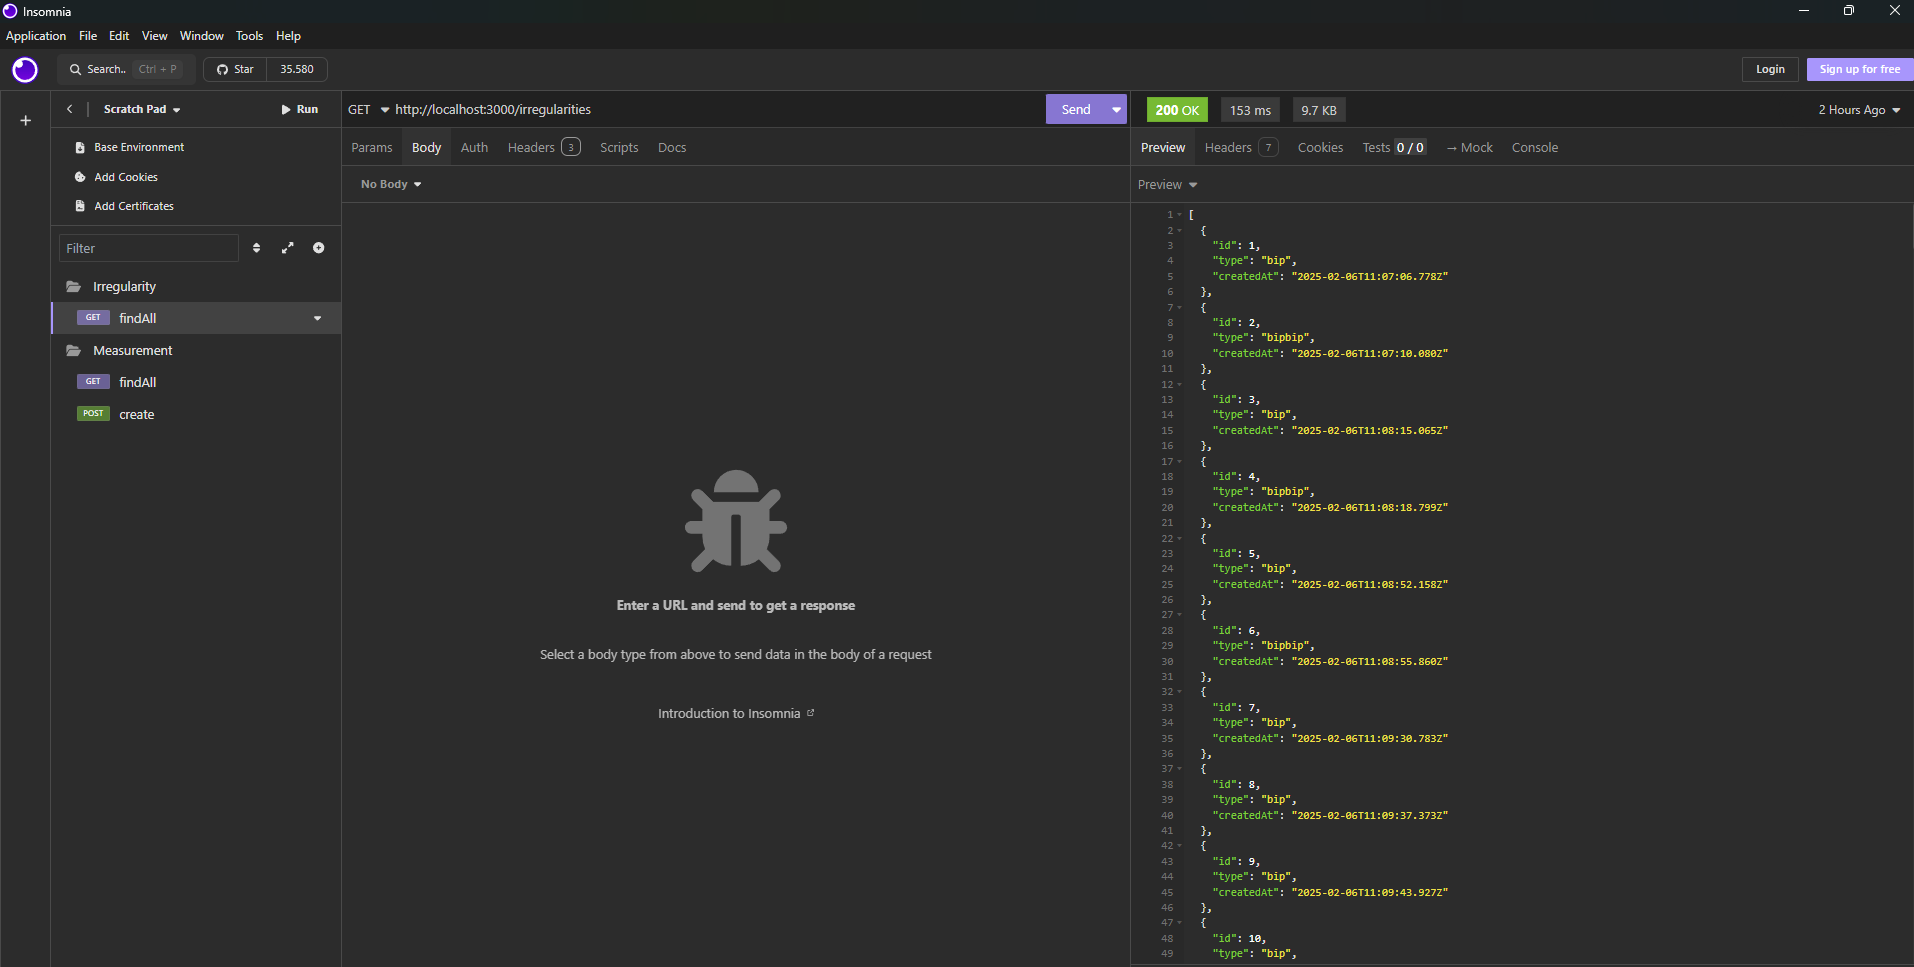 Insomnia
Application File Edit View Window Tools Help
Search.. Ctrl + P Star 35.580 Login Sign up for free
Scratch Pad Run
Base Environment
Add Cookies
Add Certificates
Filter
Irregularity
GET findAll
Measurement
GET findAll
POST create
GET http://localhost:3000/irregularities Send
Params Body Auth Headers 3 Scripts Docs
No Body
Enter a URL and send to get a response
Select a body type from above to send data in the body of a request
Introduction to Insomnia
200 OK 153 ms 9.7 KB 2 Hours Ago
Preview Headers 7 Cookies Tests 0 / 0 → Mock Console
Preview
1 [
2 {
3 "id": 1,
4 "type": "bip",
5 "createdAt": "2025-02-06T11:07:06.778Z"
6 },
7 {
8 "id": 2,
9 "type": "bipbip",
10 "createdAt": "2025-02-06T11:07:10.080Z"
11 },
12 {
13 "id": 3,
14 "type": "bip",
15 "createdAt": "2025-02-06T11:08:15.065Z"
16 },
17 {
18 "id": 4,
19 "type": "bipbip",
20 "createdAt": "2025-02-06T11:08:18.799Z"
21 },
22 {
23 "id": 5,
24 "type": "bip",
25 "createdAt": "2025-02-06T11:08:52.158Z"
26 },
27 {
28 "id": 6,
29 "type": "bipbip",
30 "createdAt": "2025-02-06T11:08:55.860Z"
31 },
32 {
33 "id": 7,
34 "type": "bip",
35 "createdAt": "2025-02-06T11:09:30.783Z"
36 },
37 {
38 "id": 8,
39 "type": "bip",
40 "createdAt": "2025-02-06T11:09:37.373Z"
41 },
42 {
43 "id": 9,
44 "type": "bip",
45 "createdAt": "2025-02-06T11:09:43.927Z"
46 },
47 {
48 "id": 10,
49 "type": "bip",